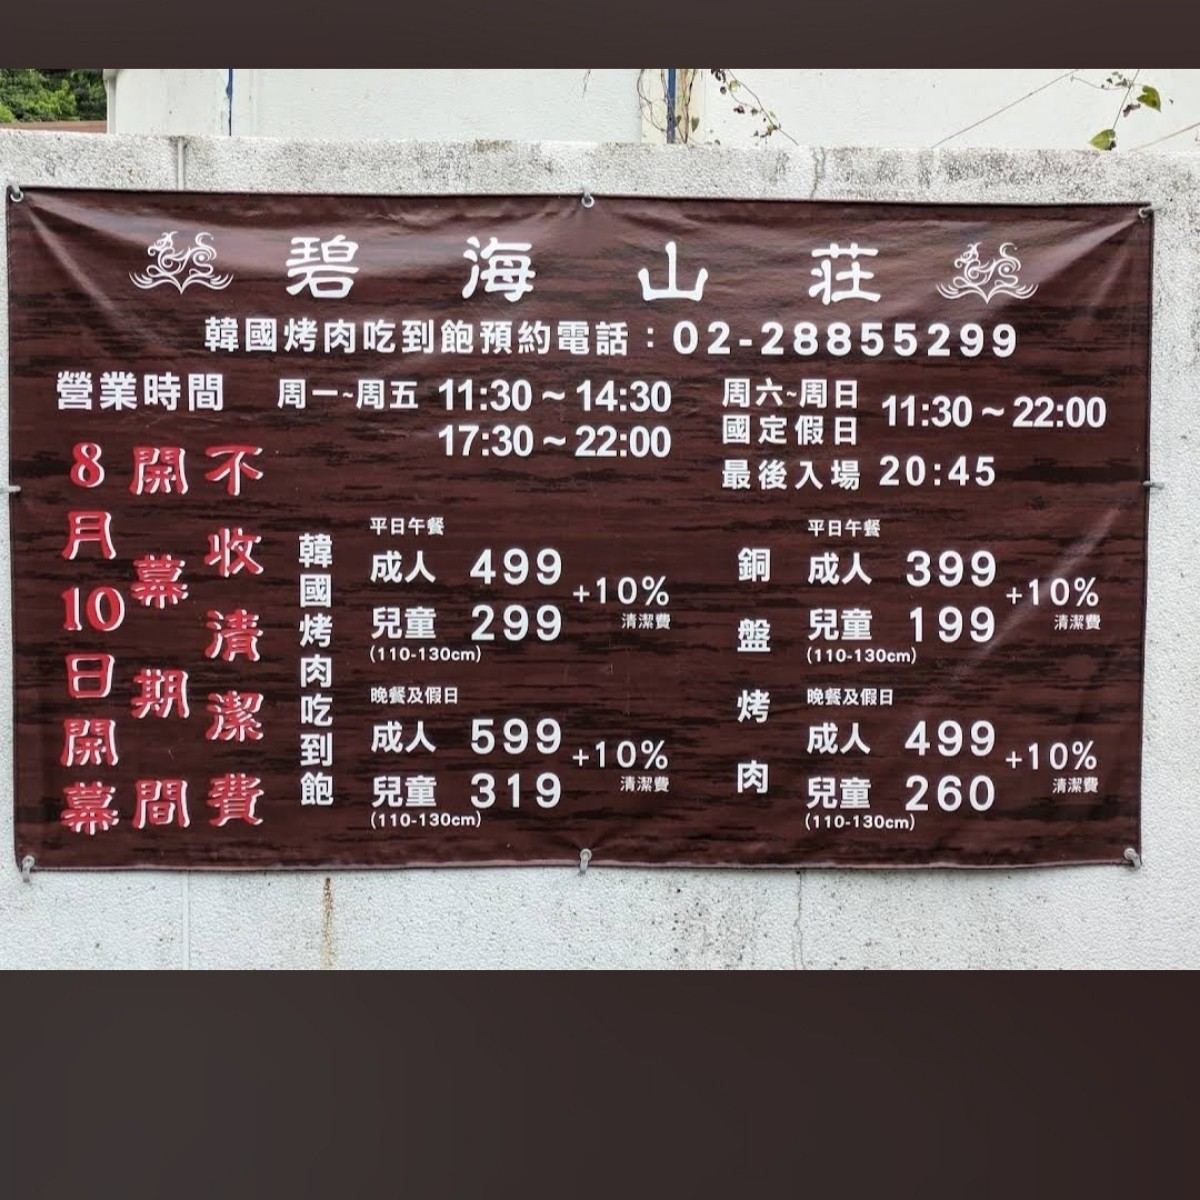 碧海山莊
韓國烤肉吃到飽預約電話：02-28855299
營業時間
周一~周五 11:30~14:30
17:30~22:00
周六~周日
國定假日
11:30~22:00
最後入場 20:45
8月10日開幕
開幕期間
不收清潔費
韓國烤肉吃到飽
平日午餐
成人 499
兒童 299
(110-130cm)
+10%
清潔費
晚餐及假日
成人 599
兒童 319
(110-130cm)
+10%
清潔費
銅盤烤肉
平日午餐
成人 399
兒童 199
(110-130cm)
+10%
清潔費
晚餐及假日
成人 499
兒童 260
(110-130cm)
+10%
清潔費